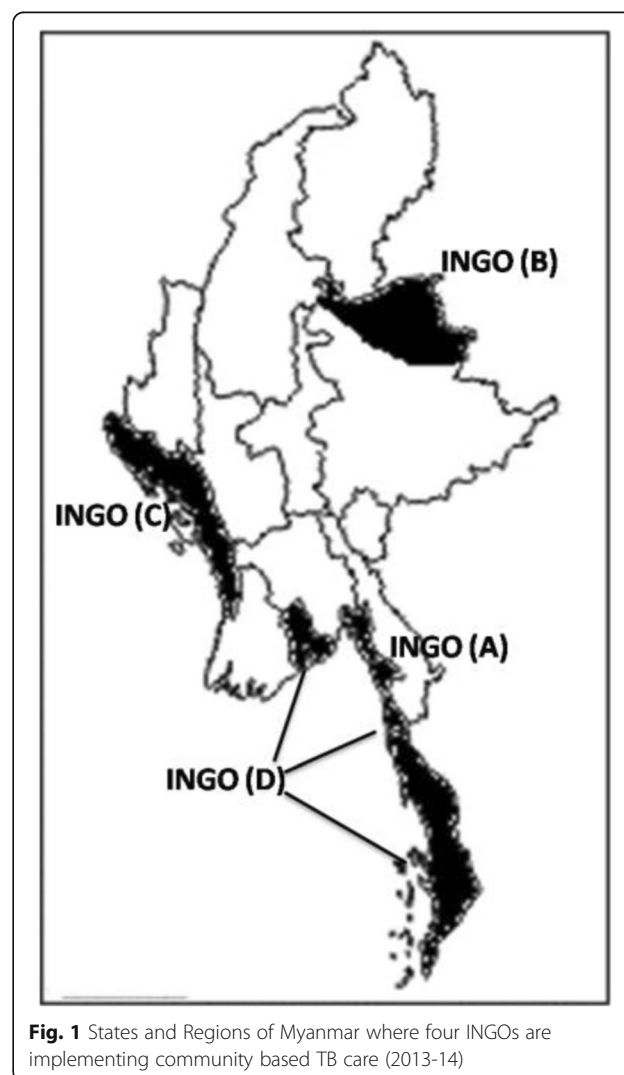 INGO (B)
INGO (C)
INGO (A)
INGO (D)
Fig. 1 States and Regions of Myanmar where four INGOs are
implementing community based TB care (2013-14)